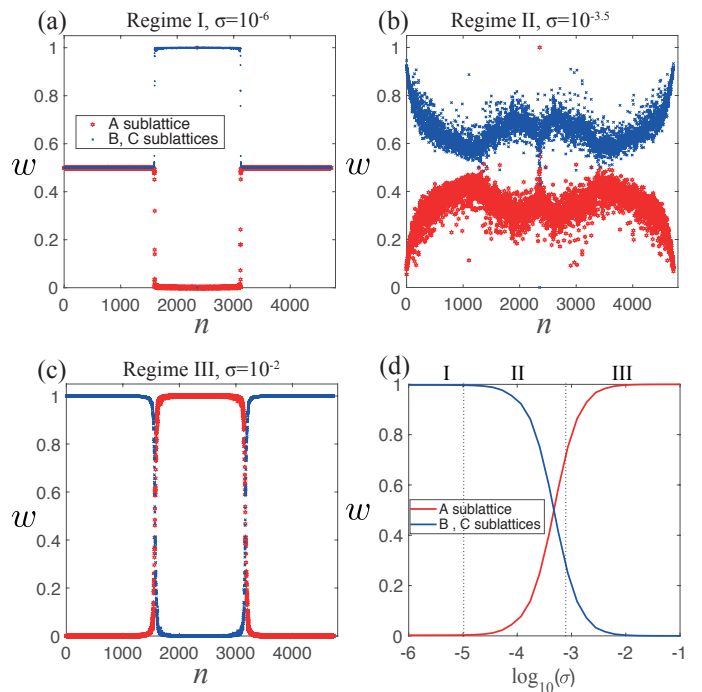 (a) Regime I, σ=10-6
1
0.8
0.6
0.4
0.2
0
w
A sublattice
B, C sublattices
0 1000 2000 3000 4000
n
(b) Regime II, σ=10-3.5
1
0.8
0.6
0.4
0.2
0
w
0 1000 2000 3000 4000
n
(c) Regime III, σ=10-2
1
0.8
0.6
0.4
0.2
0
w
0 1000 2000 3000 4000
n
(d)
I II III
1
0.8
0.6
0.4
0.2
0
w
A sublattice
B , C sublattices
-6 -5 -4 -3 -2 -1
log10(σ)